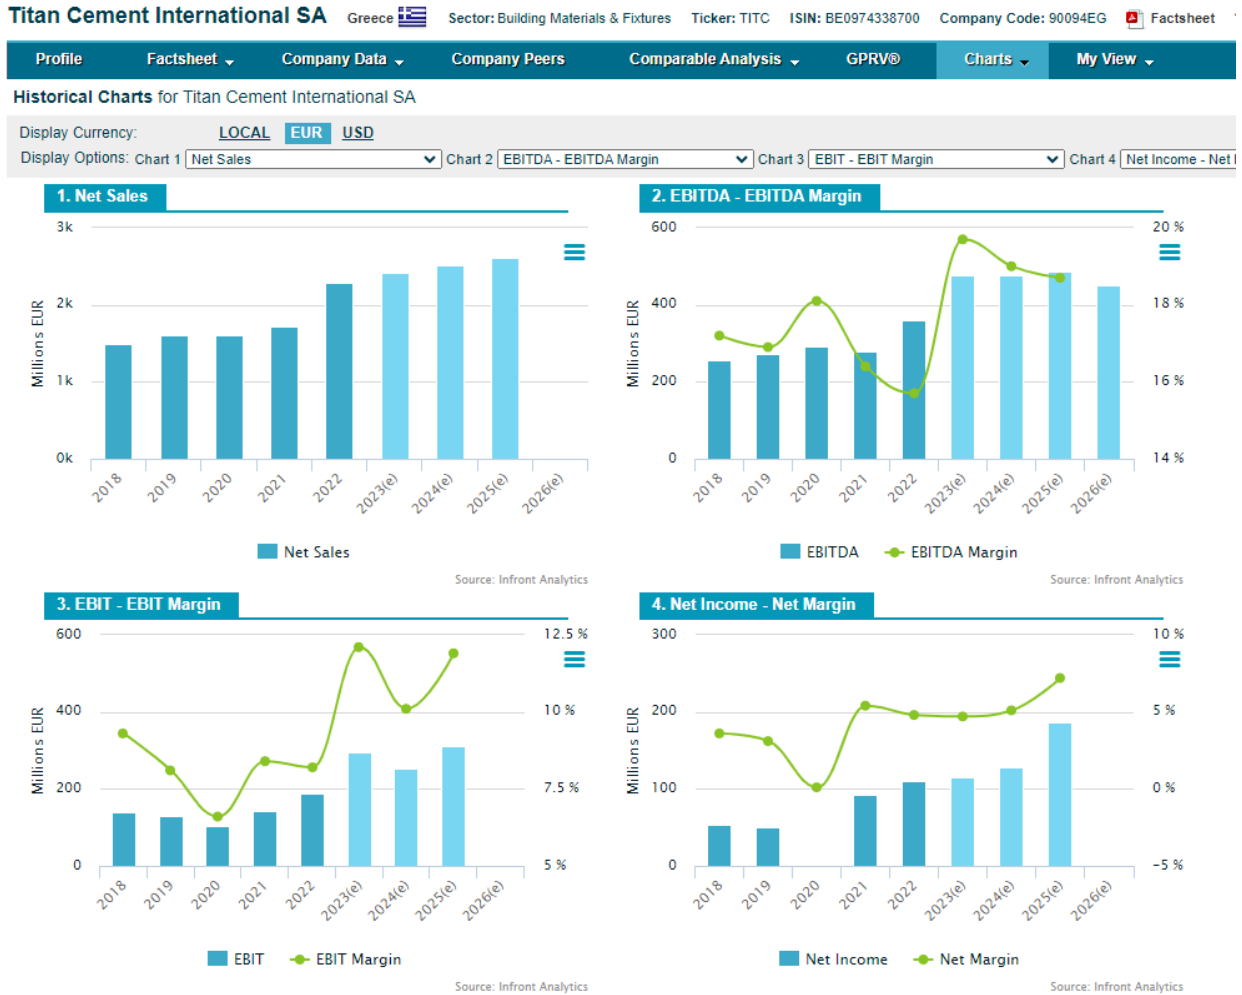 Titan Cement International SA Greece Sector: Building Materials & Fixtures Ticker: TITC ISIN: BE0974338700 Company Code: 90094EG Factsheet
Profile Factsheet Company Data Company Peers Comparable Analysis GPRV® Charts My View
Historical Charts for Titan Cement International SA
Display Currency: LOCAL EUR USD
Display Options: Chart 1 Net Sales Chart 2 EBITDA - EBITDA Margin Chart 3 EBIT - EBIT Margin Chart 4 Net Income - Net
1. Net Sales
3k
2k
1k
0k
Millions EUR
2018 2019 2020 2021 2022 2023(e) 2024(e) 2025(e) 2026(e)
Net Sales
Source: Infront Analytics
2. EBITDA - EBITDA Margin
600 20 %
400 18 %
200 16 %
0 14 %
Millions EUR
2018 2019 2020 2021 2022 2023(e) 2024(e) 2025(e) 2026(e)
EBITDA EBITDA Margin
Source: Infront Analytics
3. EBIT - EBIT Margin
600 12.5 %
400 10 %
200 7.5 %
0 5 %
Millions EUR
2018 2019 2020 2021 2022 2023(e) 2024(e) 2025(e) 2026(e)
EBIT EBIT Margin
Source: Infront Analytics
4. Net Income - Net Margin
300 10 %
200 5 %
100 0 %
0 -5 %
Millions EUR
2018 2019 2020 2021 2022 2023(e) 2024(e) 2025(e) 2026(e)
Net Income Net Margin
Source: Infront Analytics